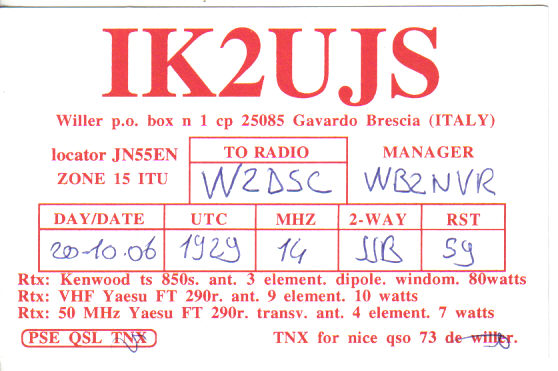 IK2UJS
Willer p.o. box n 1 cp 25085 Gavardo Brescia (ITALY)
locator JN55EN TO RADIO MANAGER
ZONE 15 ITU W2DSC WB2NVR
DAY/DATE UTC MHZ 2-WAY RST
20-10.06 1929 14 SSB 59
Rtx: Kenwood ts 850s. ant. 3 element. dipole. windom. 80watts
Rtx: VHF Yaesu FT 290r. ant. 9 element. 10 watts
Rtx: 50 MHz Yaesu FT 290r. transv. ant. 4 element. 7 watts
PSE QSL TNX TNX for nice qso 73 de willer.